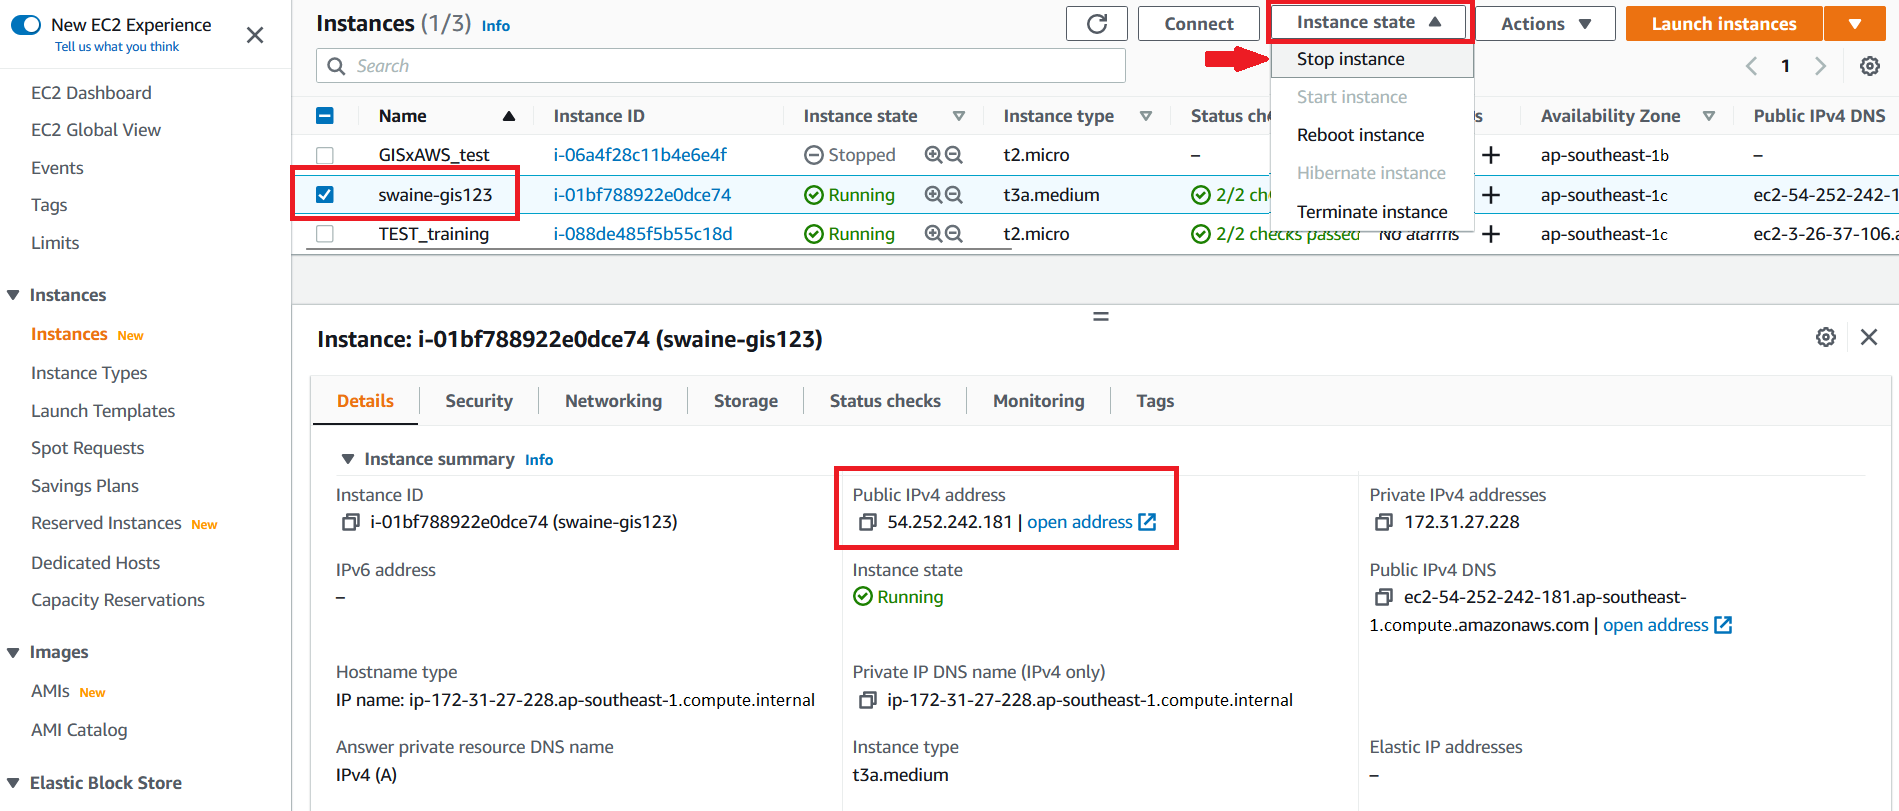 New EC2 Experience
Tell us what you think
EC2 Dashboard
EC2 Global View
Events
Tags
Limits
Instances
Instances New
Instance Types
Launch Templates
Spot Requests
Savings Plans
Reserved Instances New
Dedicated Hosts
Capacity Reservations
Images
AMIs New
AMI Catalog
Elastic Block Store
Instances (1/3) Info
Connect
Instance state
Actions
Launch instances
Search
1
Stop instance
Start instance
Reboot instance
Hibernate instance
Terminate instance
Name Instance ID Instance state Instance type Status che s Availability Zone Public IPv4 DNS
GISxAWS_test i-06a4f28c11b4e6e4f Stopped t2.micro – ap-southeast-1b –
swaine-gis123 i-01bf788922e0dce74 Running t3a.medium 2/2 che ap-southeast-1c ec2-54-252-242-1
TEST_training i-088de485f5b55c18d Running t2.micro 2/2 checks passed No alarms ap-southeast-1c ec2-3-26-37-106.a
Instance: i-01bf788922e0dce74 (swaine-gis123)
Details Security Networking Storage Status checks Monitoring Tags
Instance summary Info
Instance ID
i-01bf788922e0dce74 (swaine-gis123)
Public IPv4 address
54.252.242.181 | open address
Private IPv4 addresses
172.31.27.228
IPv6 address
–
Instance state
Running
Public IPv4 DNS
ec2-54-252-242-181.ap-southeast-
1.compute.amazonaws.com | open address
Hostname type
IP name: ip-172-31-27-228.ap-southeast-1.compute.internal
Private IP DNS name (IPv4 only)
ip-172-31-27-228.ap-southeast-1.compute.internal
Answer private resource DNS name
IPv4 (A)
Instance type
t3a.medium
Elastic IP addresses
–